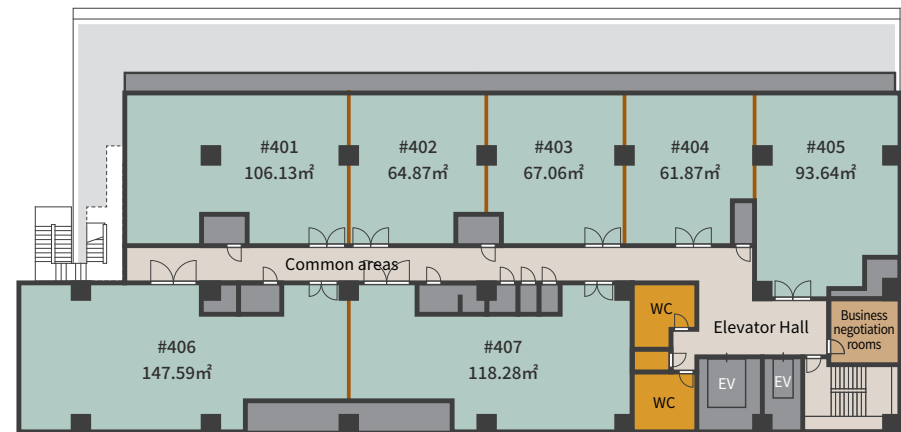 #401
106.13㎡
#402
64.87㎡
#403
67.06㎡
#404
61.87㎡
#405
93.64㎡
Common areas
#406
147.59㎡
#407
118.28㎡
WC
Elevator Hall
Business
negotiation
rooms
WC
EV
EV